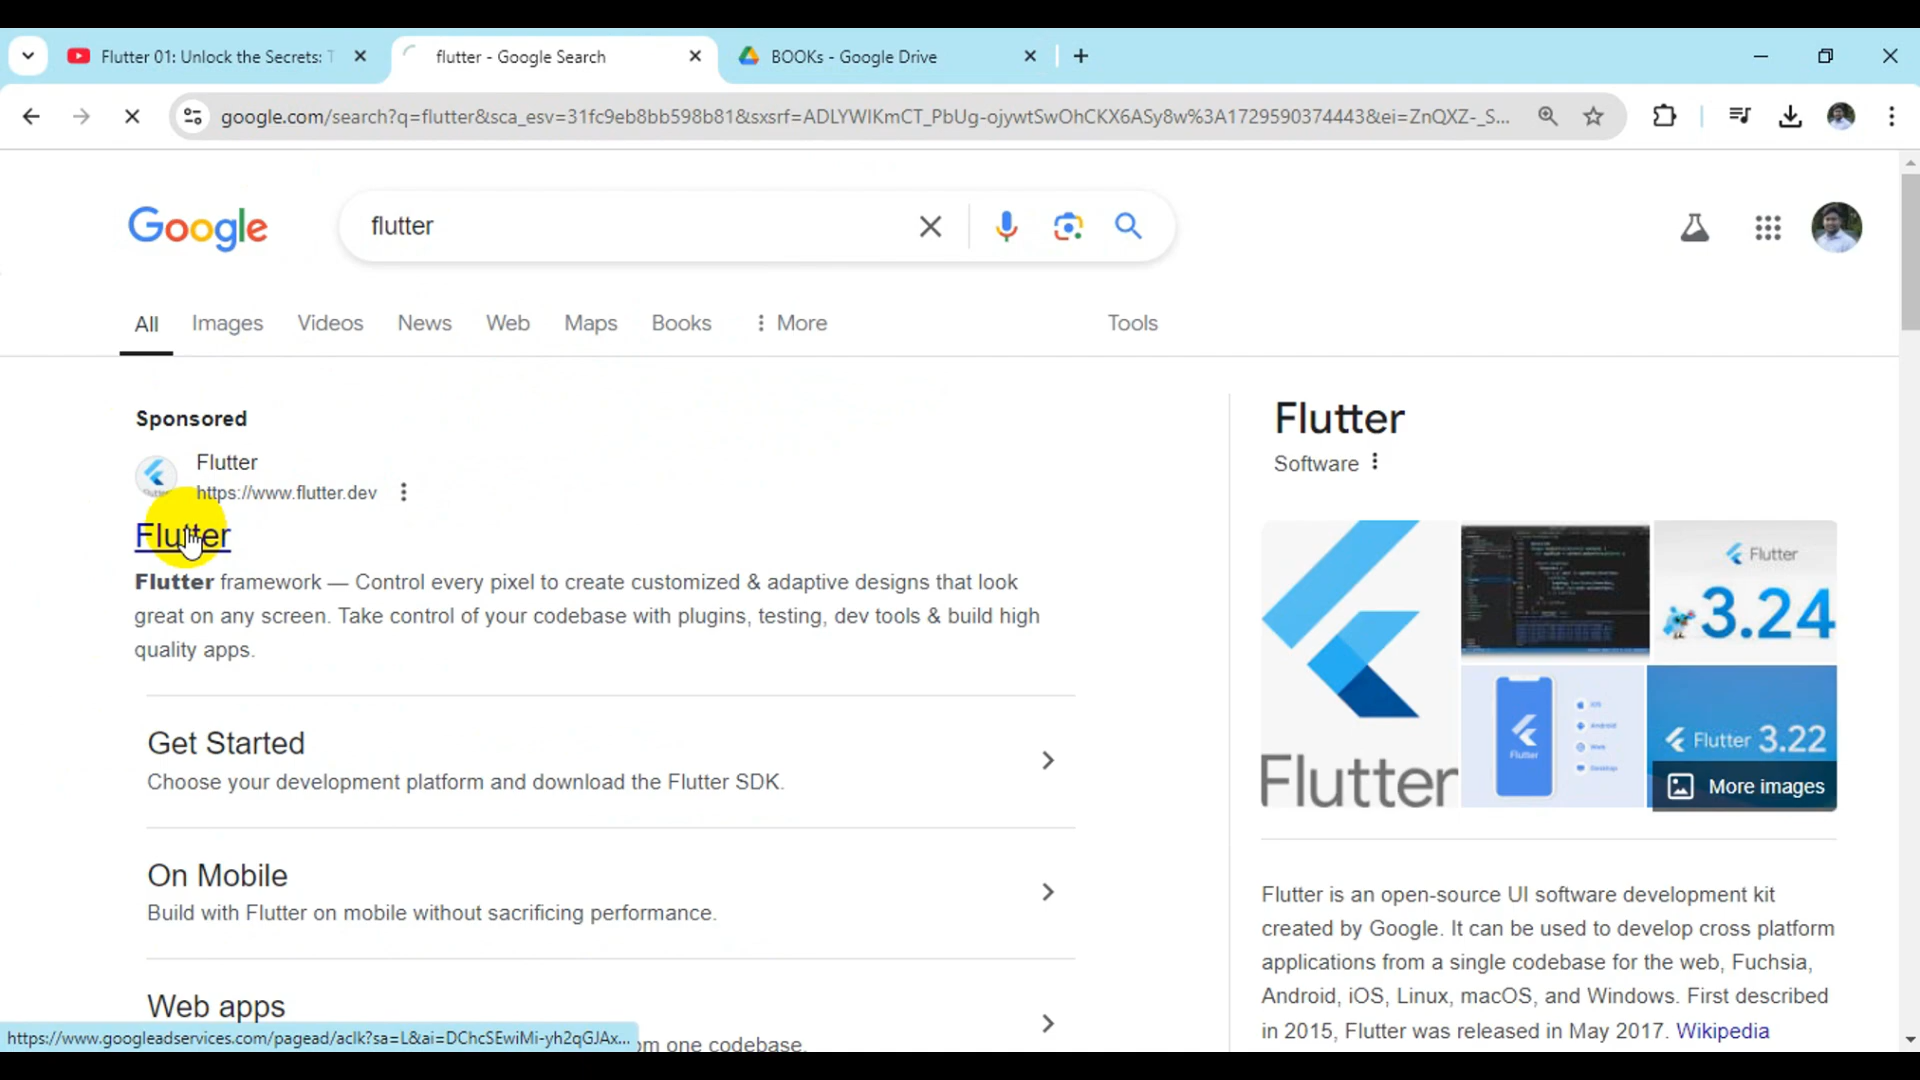 Flutter 01: Unlock the Secrets: T
flutter - Google Search
BOOKs - Google Drive
google.com/search?q=flutter&sca_esv=31fc9eb8bb598b81&sxsrf=ADLYWIKmCT_PbUg-ojywtSwOhCKX6ASy8w%3A1729590374443&ei=ZnQXZ-_S...
Google
flutter
All
Images
Videos
News
Web
Maps
Books
More
Tools
Sponsored
Flutter
https://www.flutter.dev
Flutter
Flutter framework — Control every pixel to create customized & adaptive designs that look
great on any screen. Take control of your codebase with plugins, testing, dev tools & build high
quality apps.
Get Started
Choose your development platform and download the Flutter SDK.
On Mobile
Build with Flutter on mobile without sacrificing performance.
Web apps
om one codebase.
https://www.googleadservices.com/pagead/aclk?sa=L&ai=DChcSEwiMi-yh2qGJAx...
Flutter
Software
Flutter
Flutter
3.24
Flutter
Flutter 3.22
More images
Flutter is an open-source UI software development kit
created by Google. It can be used to develop cross platform
applications from a single codebase for the web, Fuchsia,
Android, iOS, Linux, macOS, and Windows. First described
in 2015, Flutter was released in May 2017. Wikipedia